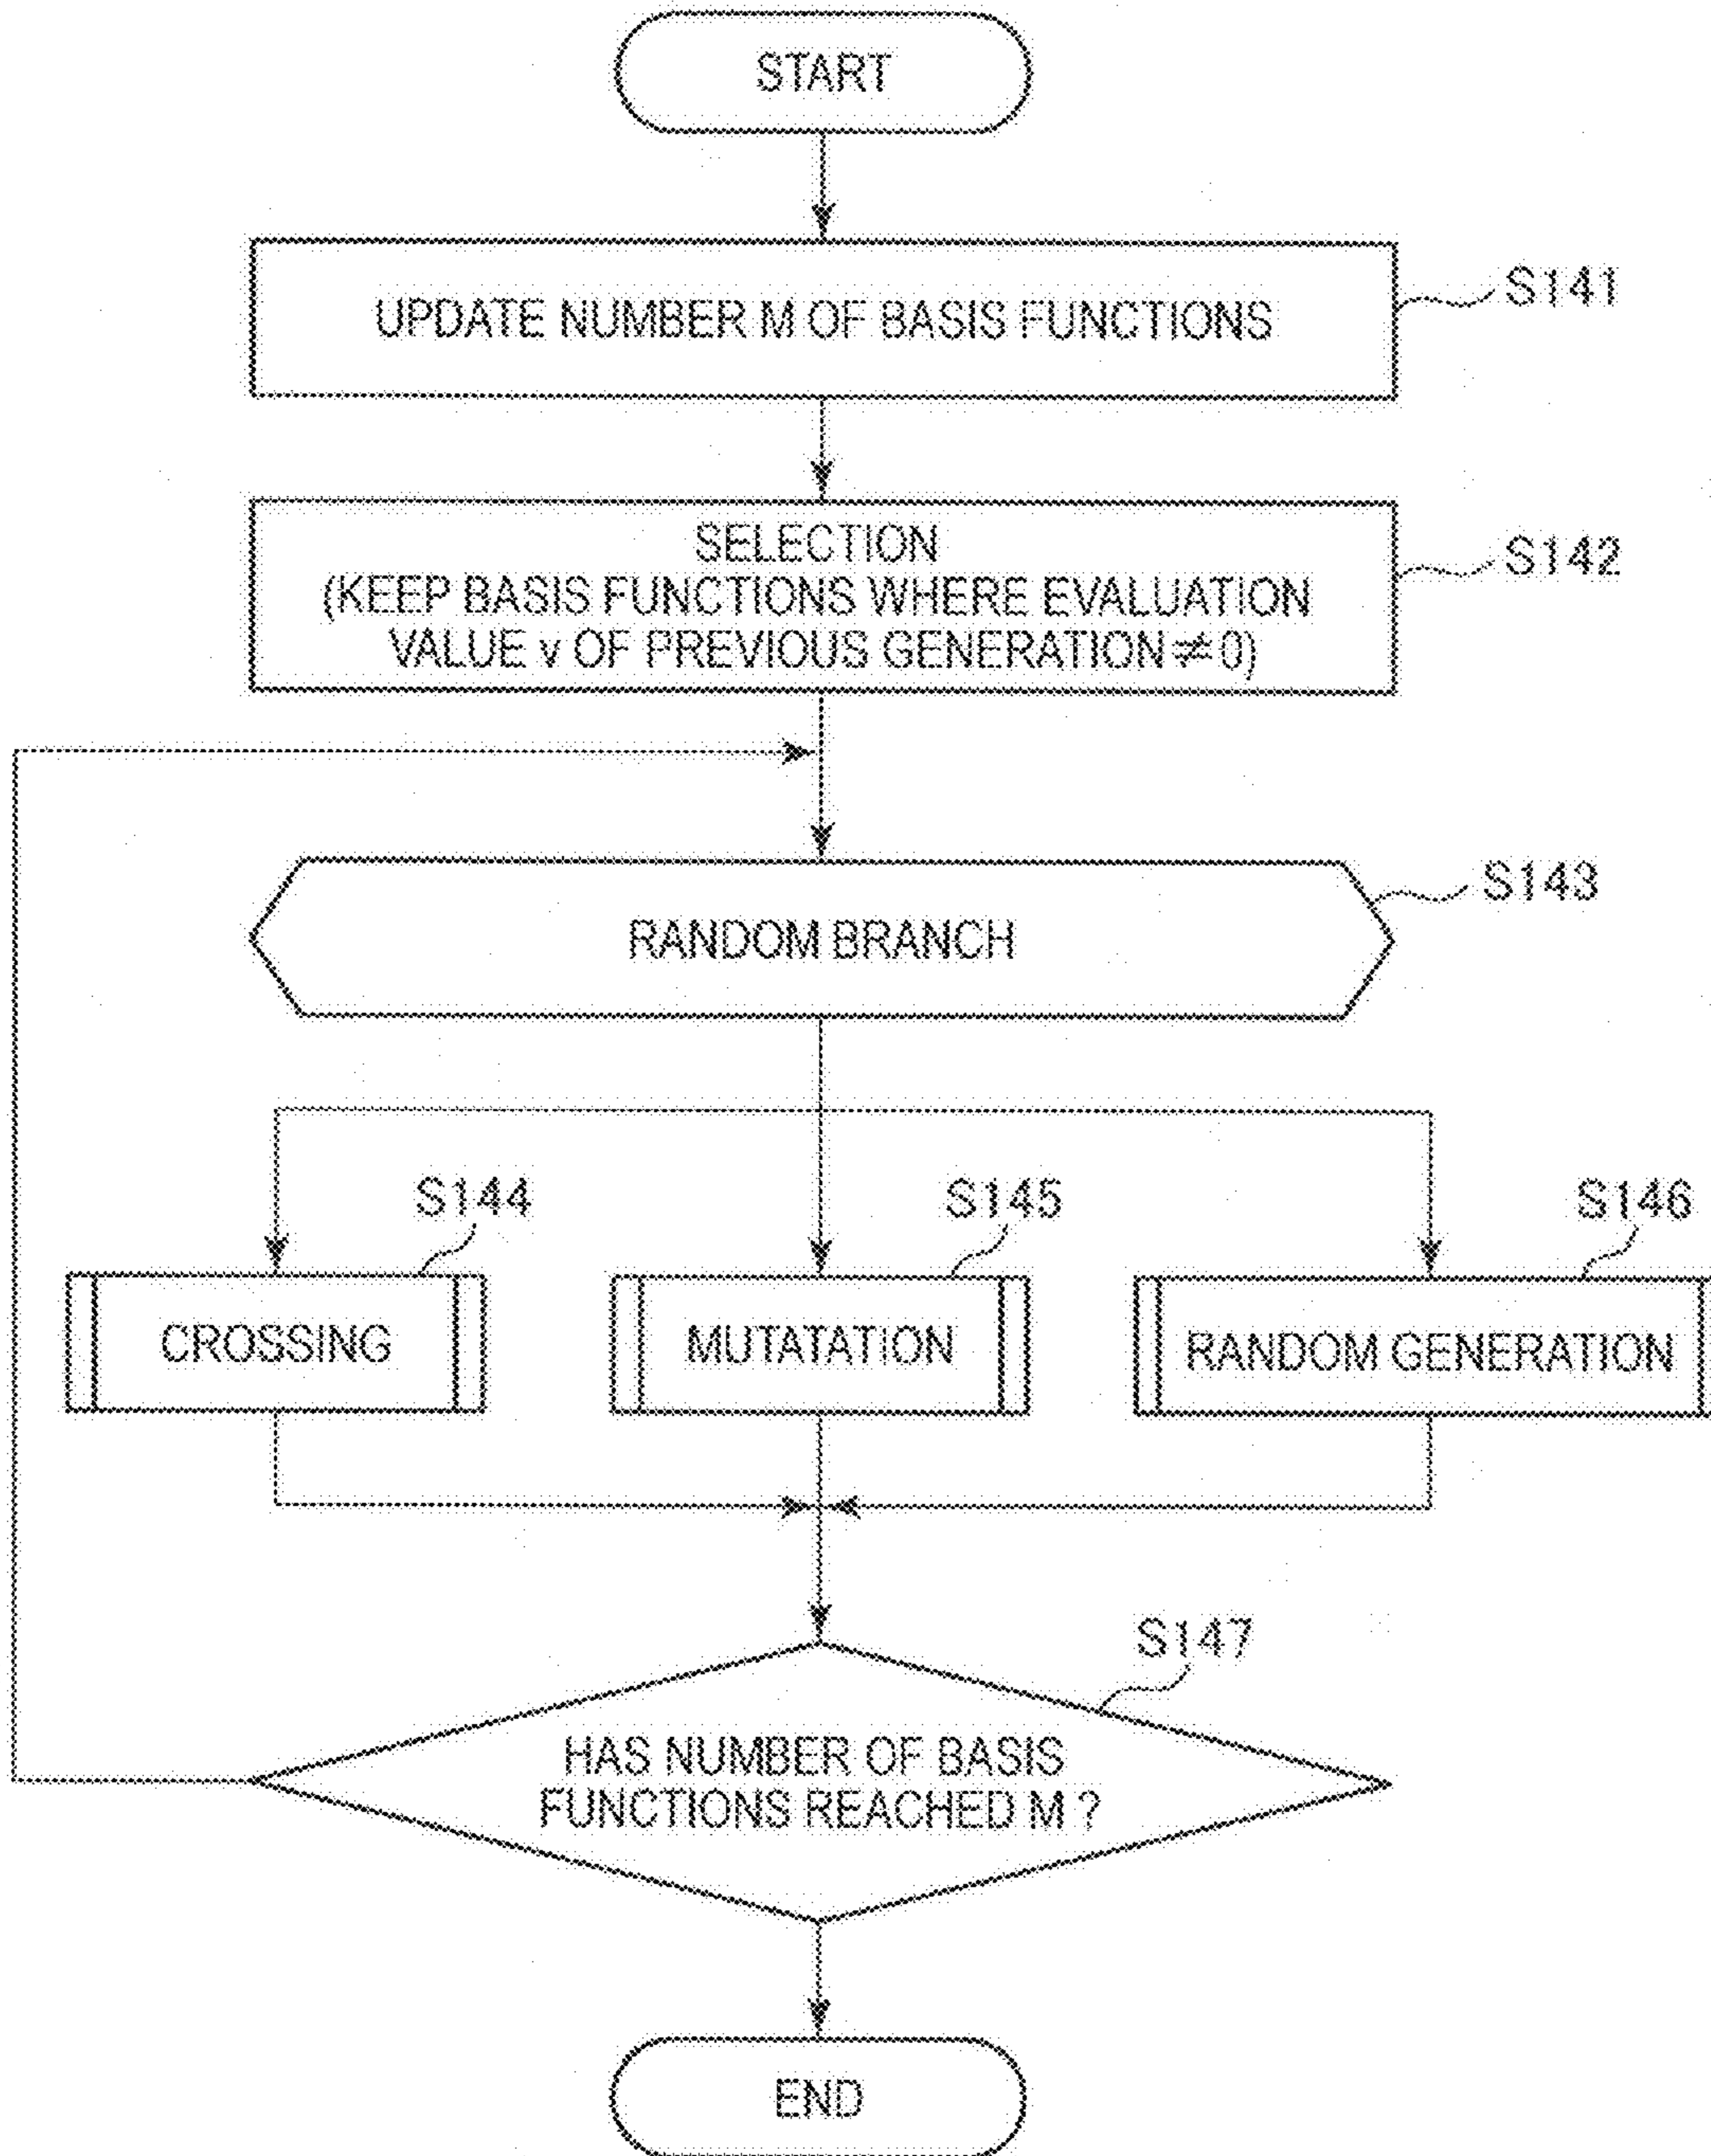 START
UPDATE NUMBER M OF BASIS FUNCTIONS
S141
SELECTION
(KEEP BASIS FUNCTIONS WHERE EVALUATION
VALUE v OF PREVIOUS GENERATION ≠ 0)
S142
RANDOM BRANCH
S143
S144
S145
S146
CROSSING
MUTATATION
RANDOM GENERATION
S147
HAS NUMBER OF BASIS
FUNCTIONS REACHED M ?
END